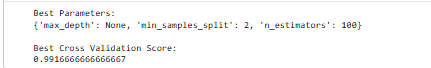 Best Parameters:
{'max_depth': None, 'min_samples_split': 2, 'n_estimators': 100}
Best Cross Validation Score:
0.9916666666666667